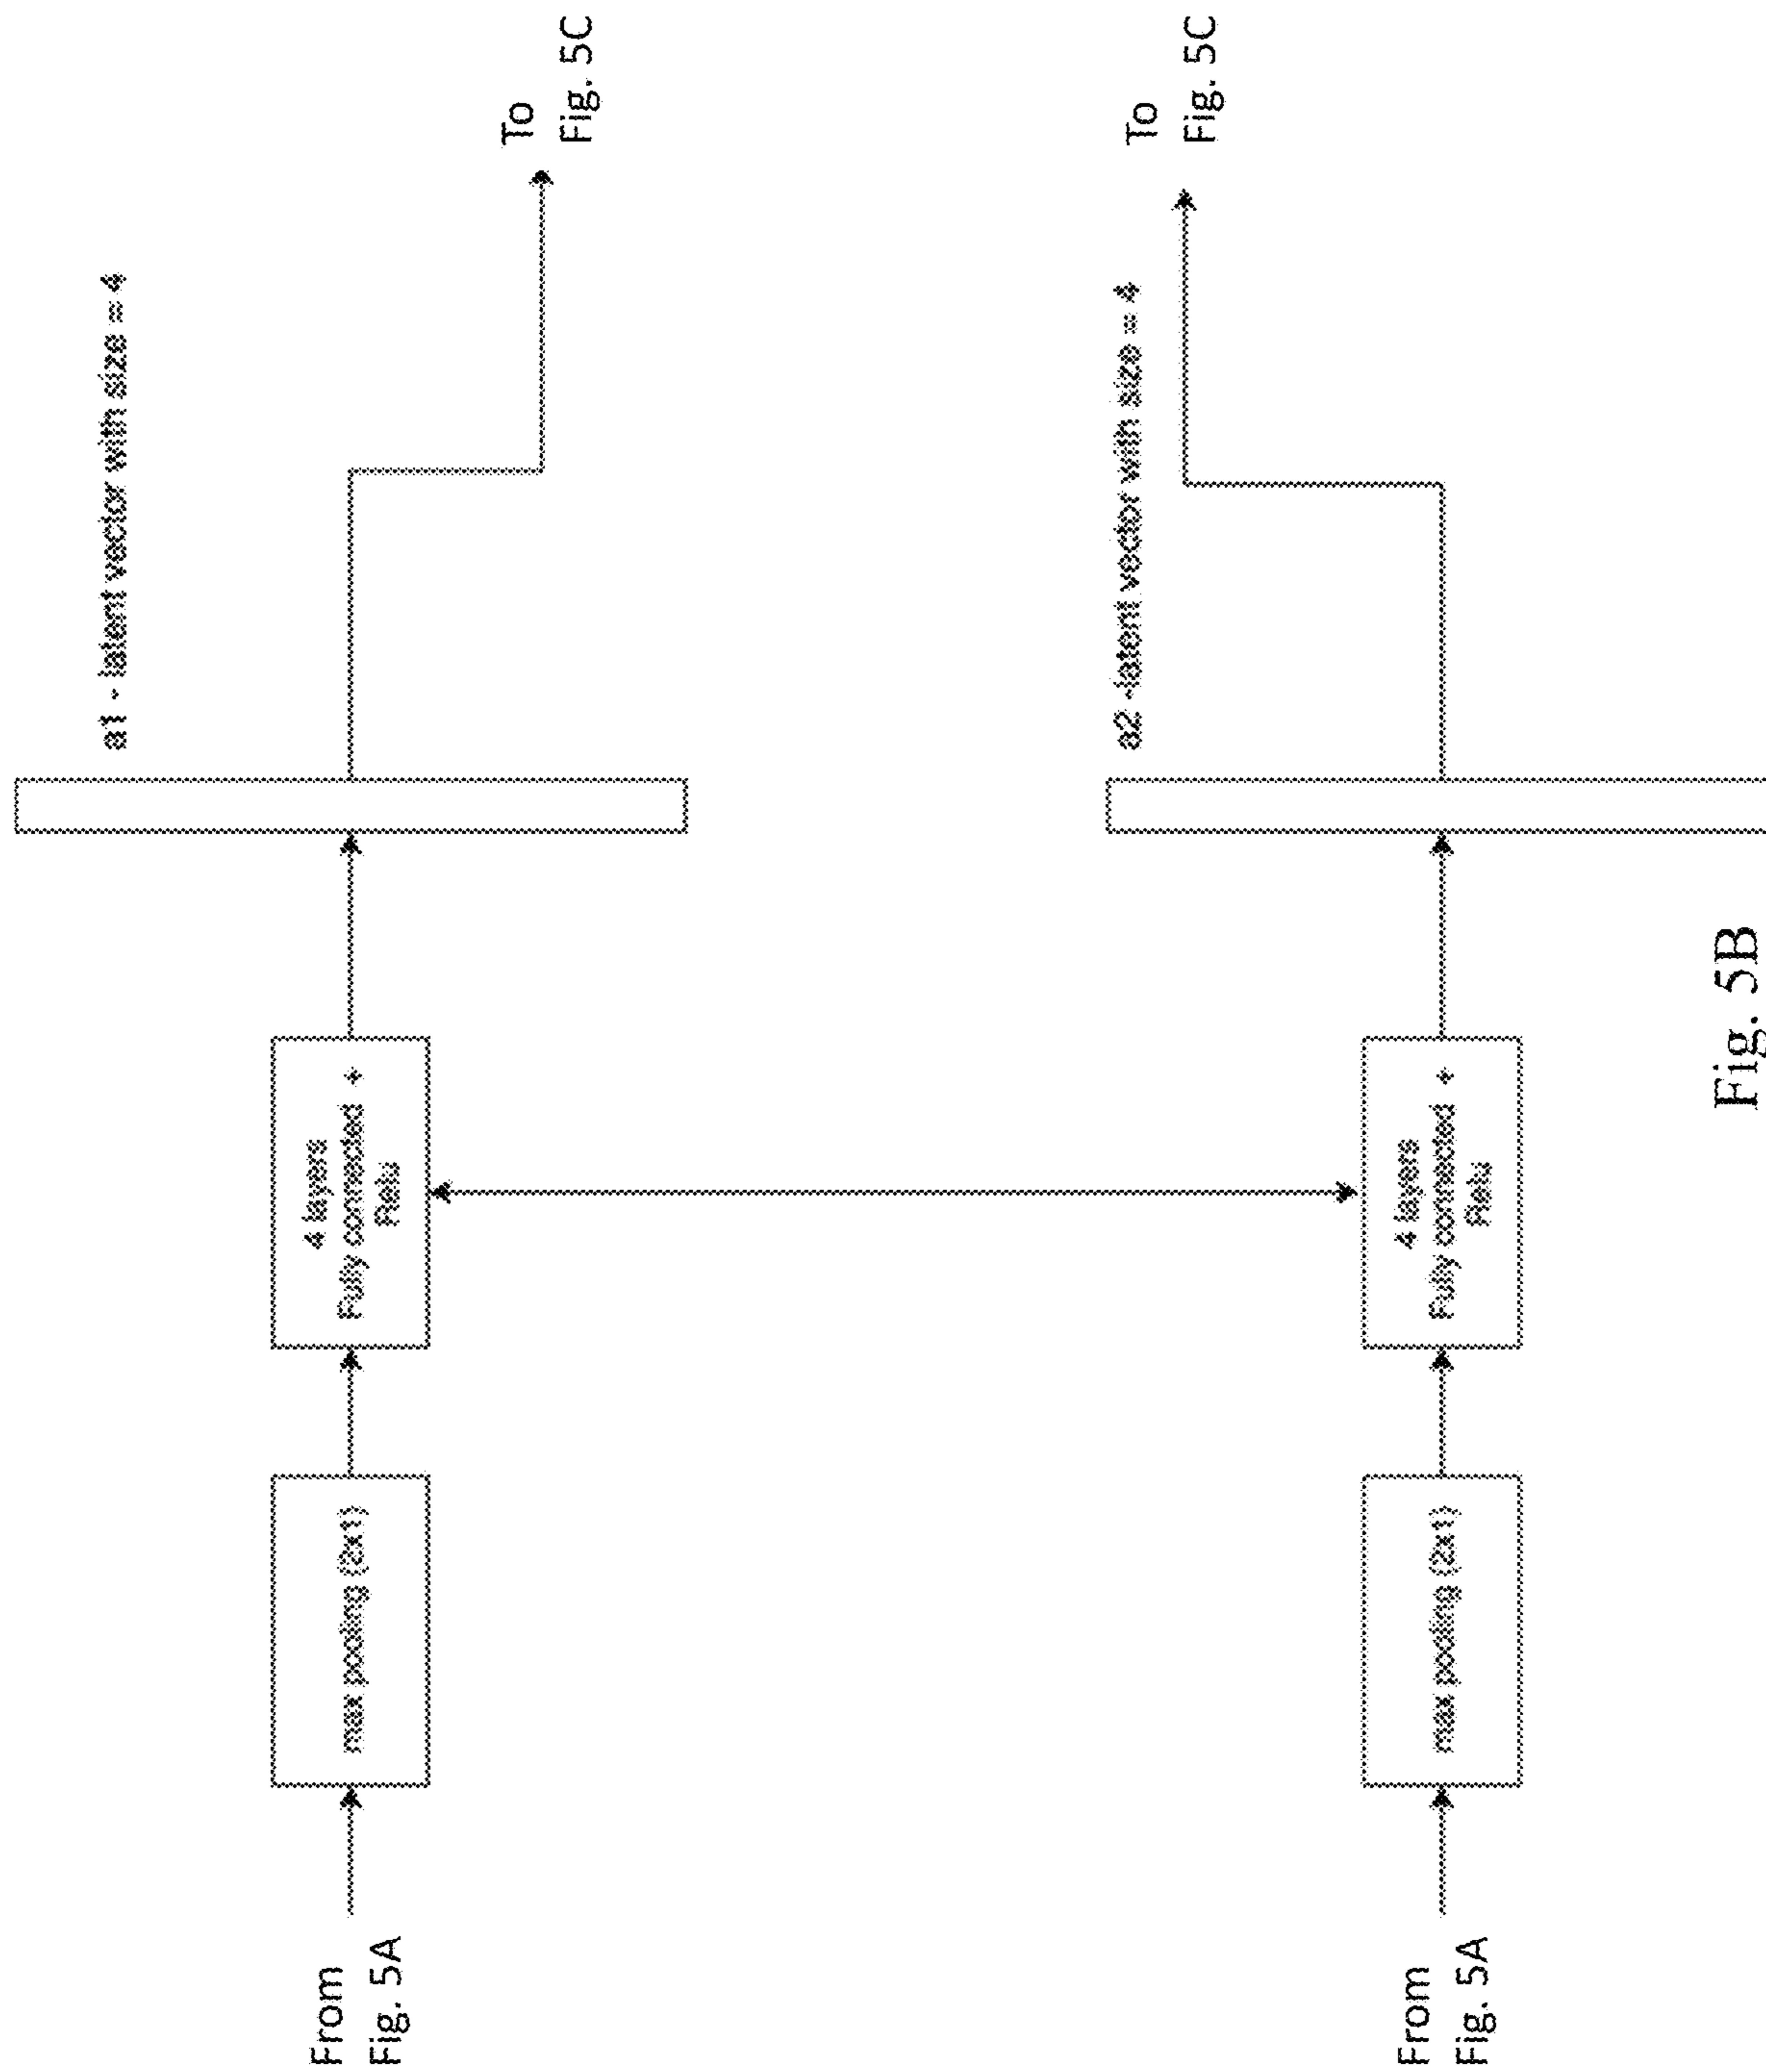 From
Fig. 5A
max pooling (2x1)
4 layers
Fully connected +
Relu
a1 - latent vector with size = 4
To
Fig. 5C
From
Fig. 5A
max pooling (2x1)
4 layers
Fully connected +
Relu
a2 -latent vector with size = 4
To
Fig. 5C
Fig. 5B